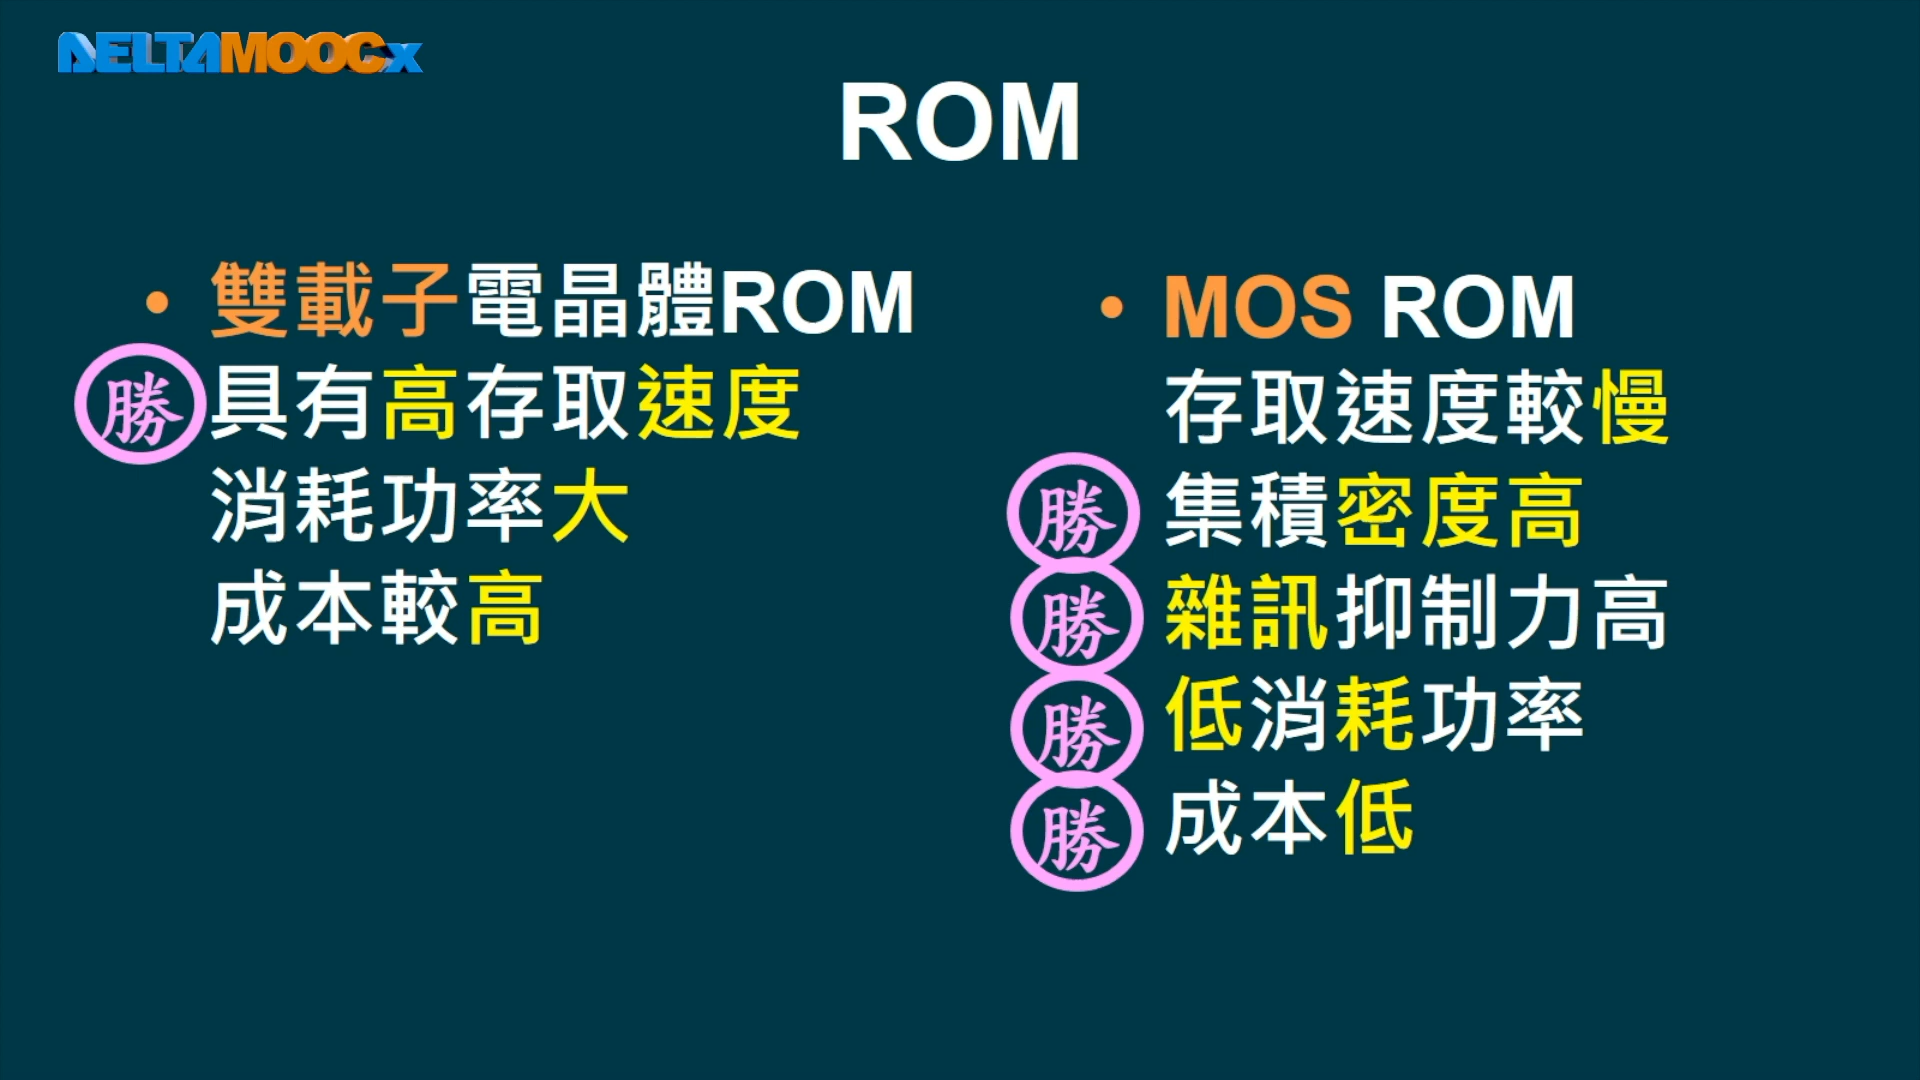 DELTAMOOCx
ROM
• 雙載子電晶體ROM
勝 具有高存取速度
消耗功率大
成本較高
• MOS ROM
存取速度較慢
勝 集積密度高
勝 雜訊抑制力高
勝 低消耗功率
勝 成本低